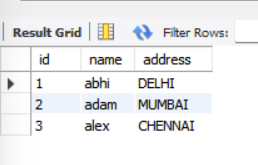 Result Grid Filter Rows:
id name address
1 abhi DELHI
2 adam MUMBAI
3 alex CHENNAI